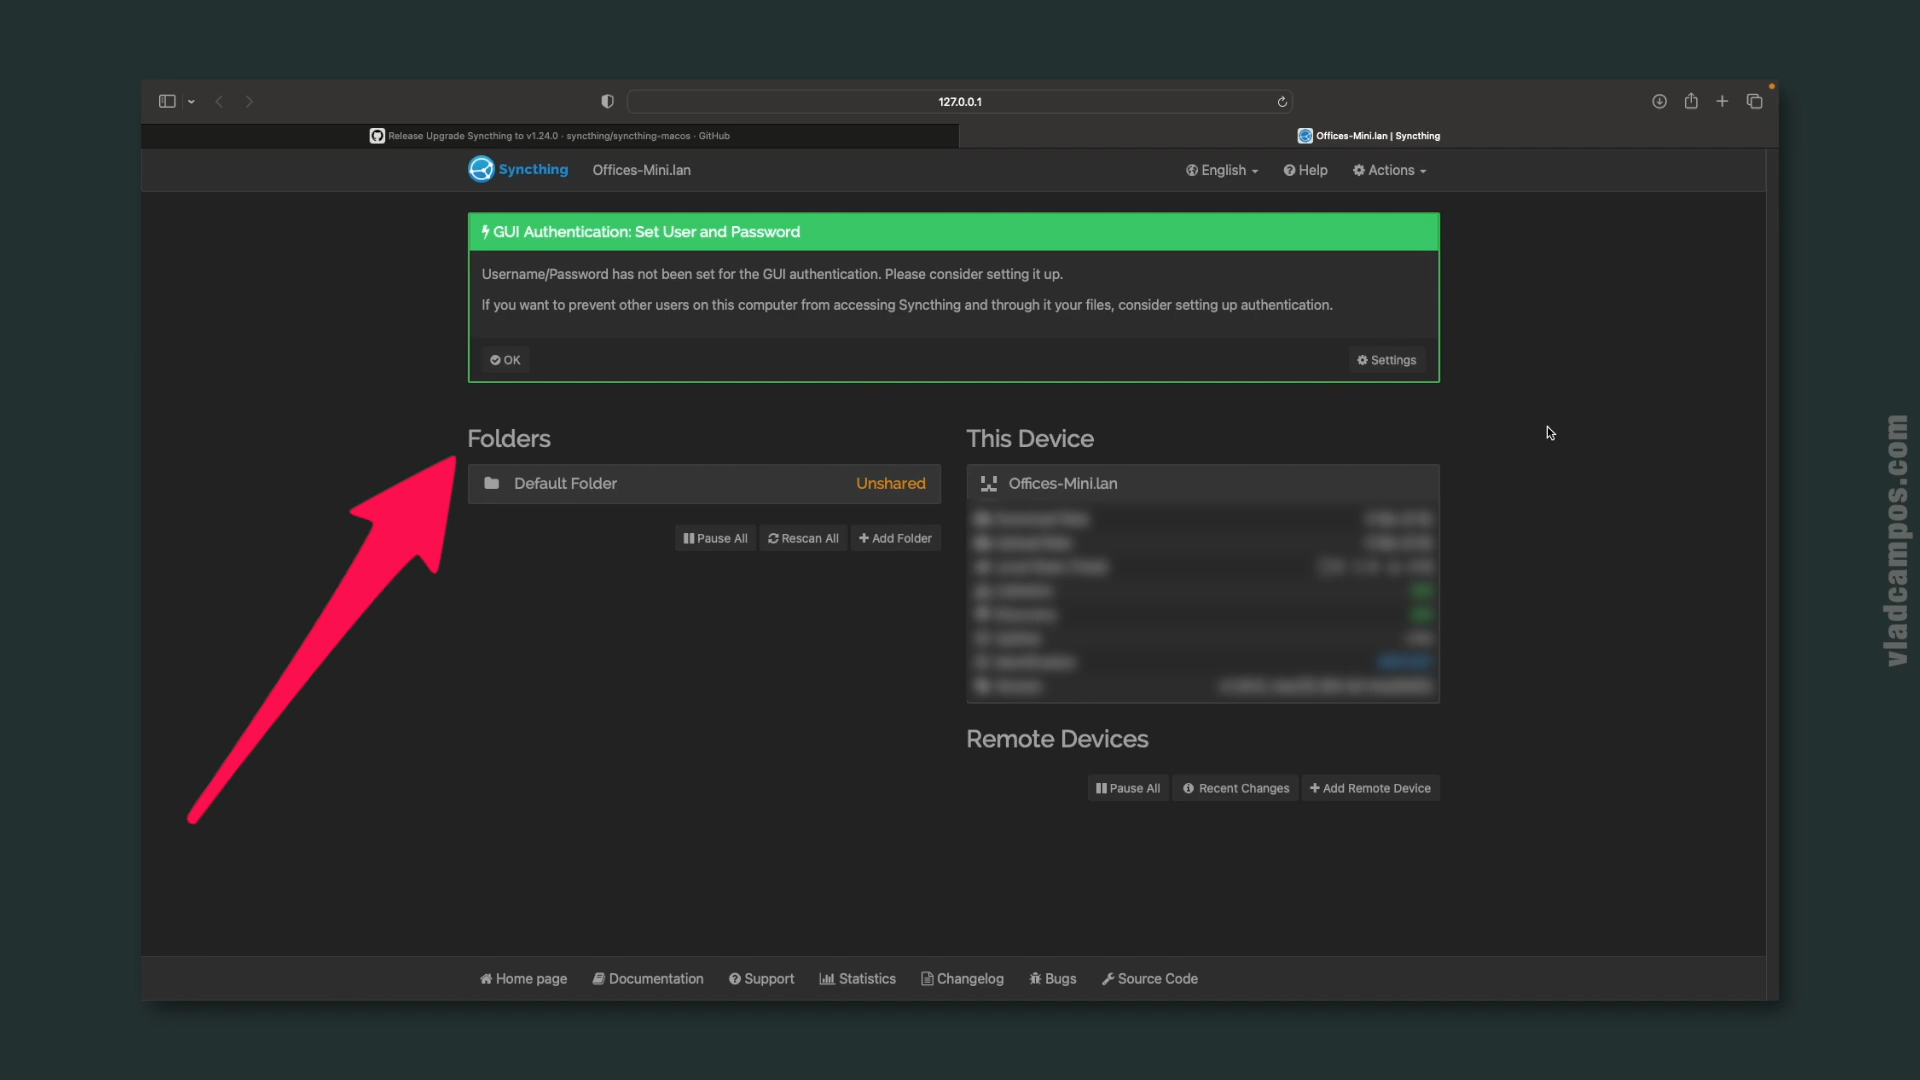 127.0.0.1
Release Upgrade Syncthing to v1.24.0 · syncthing/syncthing-macos · GitHub
Offices-Mini.lan | Syncthing
Syncthing
Offices-Mini.lan
English
Help
Actions
GUI Authentication: Set User and Password
Username/Password has not been set for the GUI authentication. Please consider setting it up.
If you want to prevent other users on this computer from accessing Syncthing and through it your files, consider setting up authentication.
OK
Settings
Folders
Default Folder
Unshared
Pause All
Rescan All
Add Folder
This Device
Offices-Mini.lan
Remote Devices
Pause All
Recent Changes
Add Remote Device
Home page
Documentation
Support
Statistics
Changelog
Bugs
Source Code
vladcampos.com